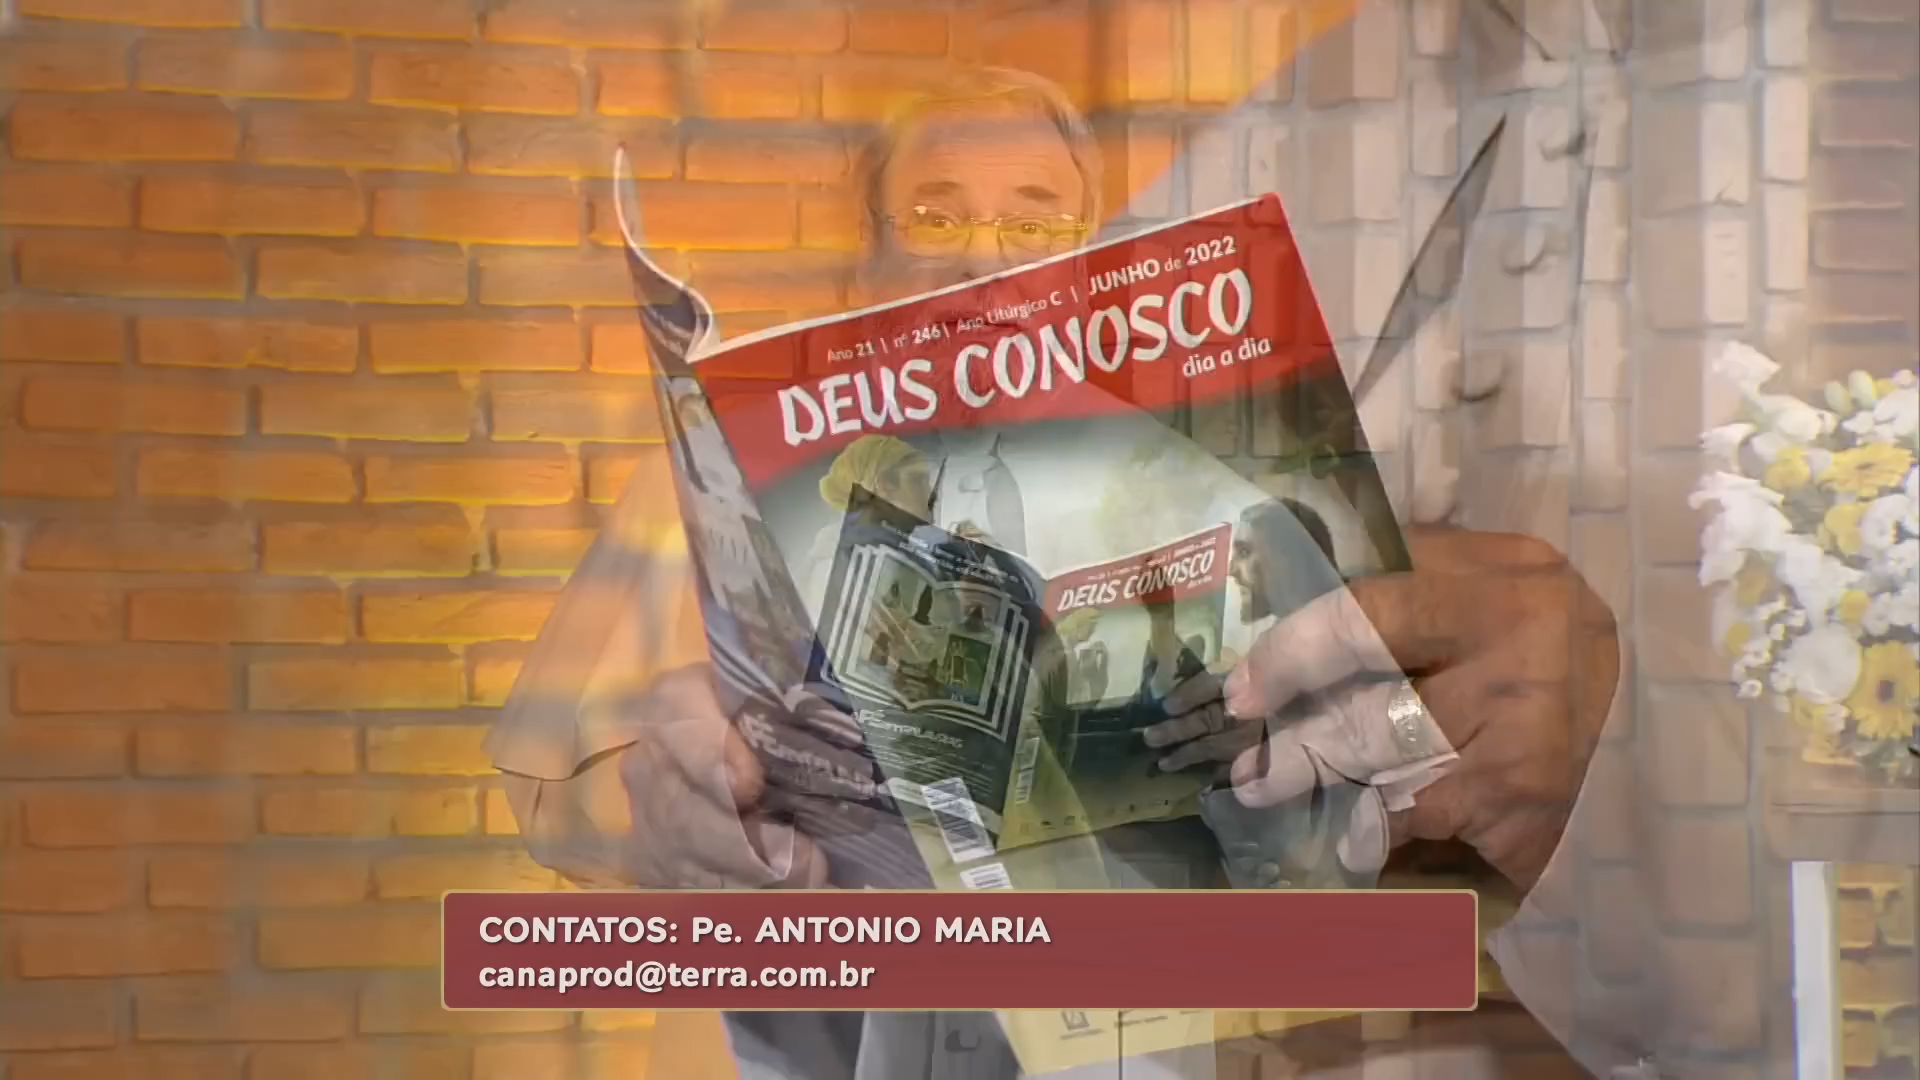 Ano 21 | nº 246 | Ano Litúrgico C | JUNHO de 2022
DEUS CONOSCO
dia a dia
DEUS CONOSCO
CONTATOS: Pe. ANTONIO MARIA
canaprod@terra.com.br